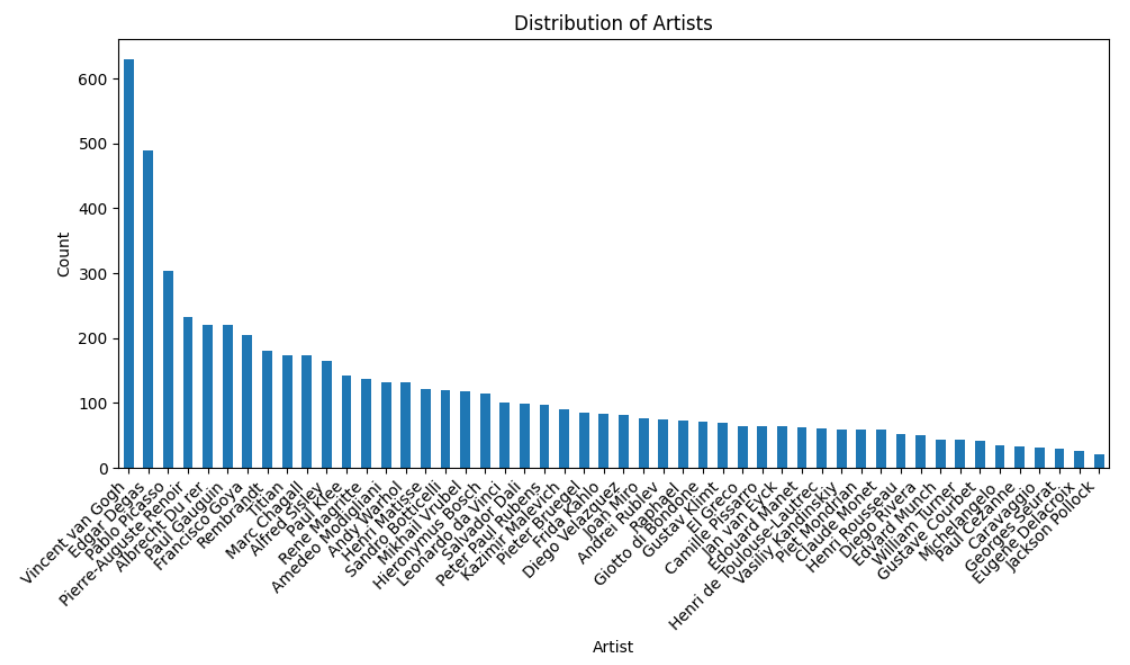 Distribution of Artists
600
500
400
300
200
100
0
Count
Vincent van Gogh
Edgar Degas
Pablo Picasso
Pierre-Auguste Renoir
Albrecht Du rer
Paul Gauguin
Francisco Goya
Rembrandt
Titian
Marc Chagall
Alfred Sisley
Paul Klee
Rene Magritte
Amedeo Modigliani
Andy Warhol
Henri Matisse
Sandro Botticelli
Mikhail Vrubel
Hieronymus Bosch
Leonardo da Vinci
Salvador Dali
Peter Paul Rubens
Kazimir Malevich
Pieter Bruegel
Frida Kahlo
Diego Velazquez
Joan Miro
Andrei Rublev
Raphael
Giotto di Bondone
Gustav Klimt
El Greco
Camille Pissarro
Jan van Eyck
Edouard Manet
Henri de Toulouse-Lautrec
Vasiliy Kandinskiy
Piet Mondrian
Claude Monet
Henri Rousseau
Diego Rivera
Edvard Munch
William Turner
Gustave Courbet
Michelangelo
Paul Cezanne
Caravaggio
Georges Seurat
Eugene Delacroix
Jackson Pollock
Artist